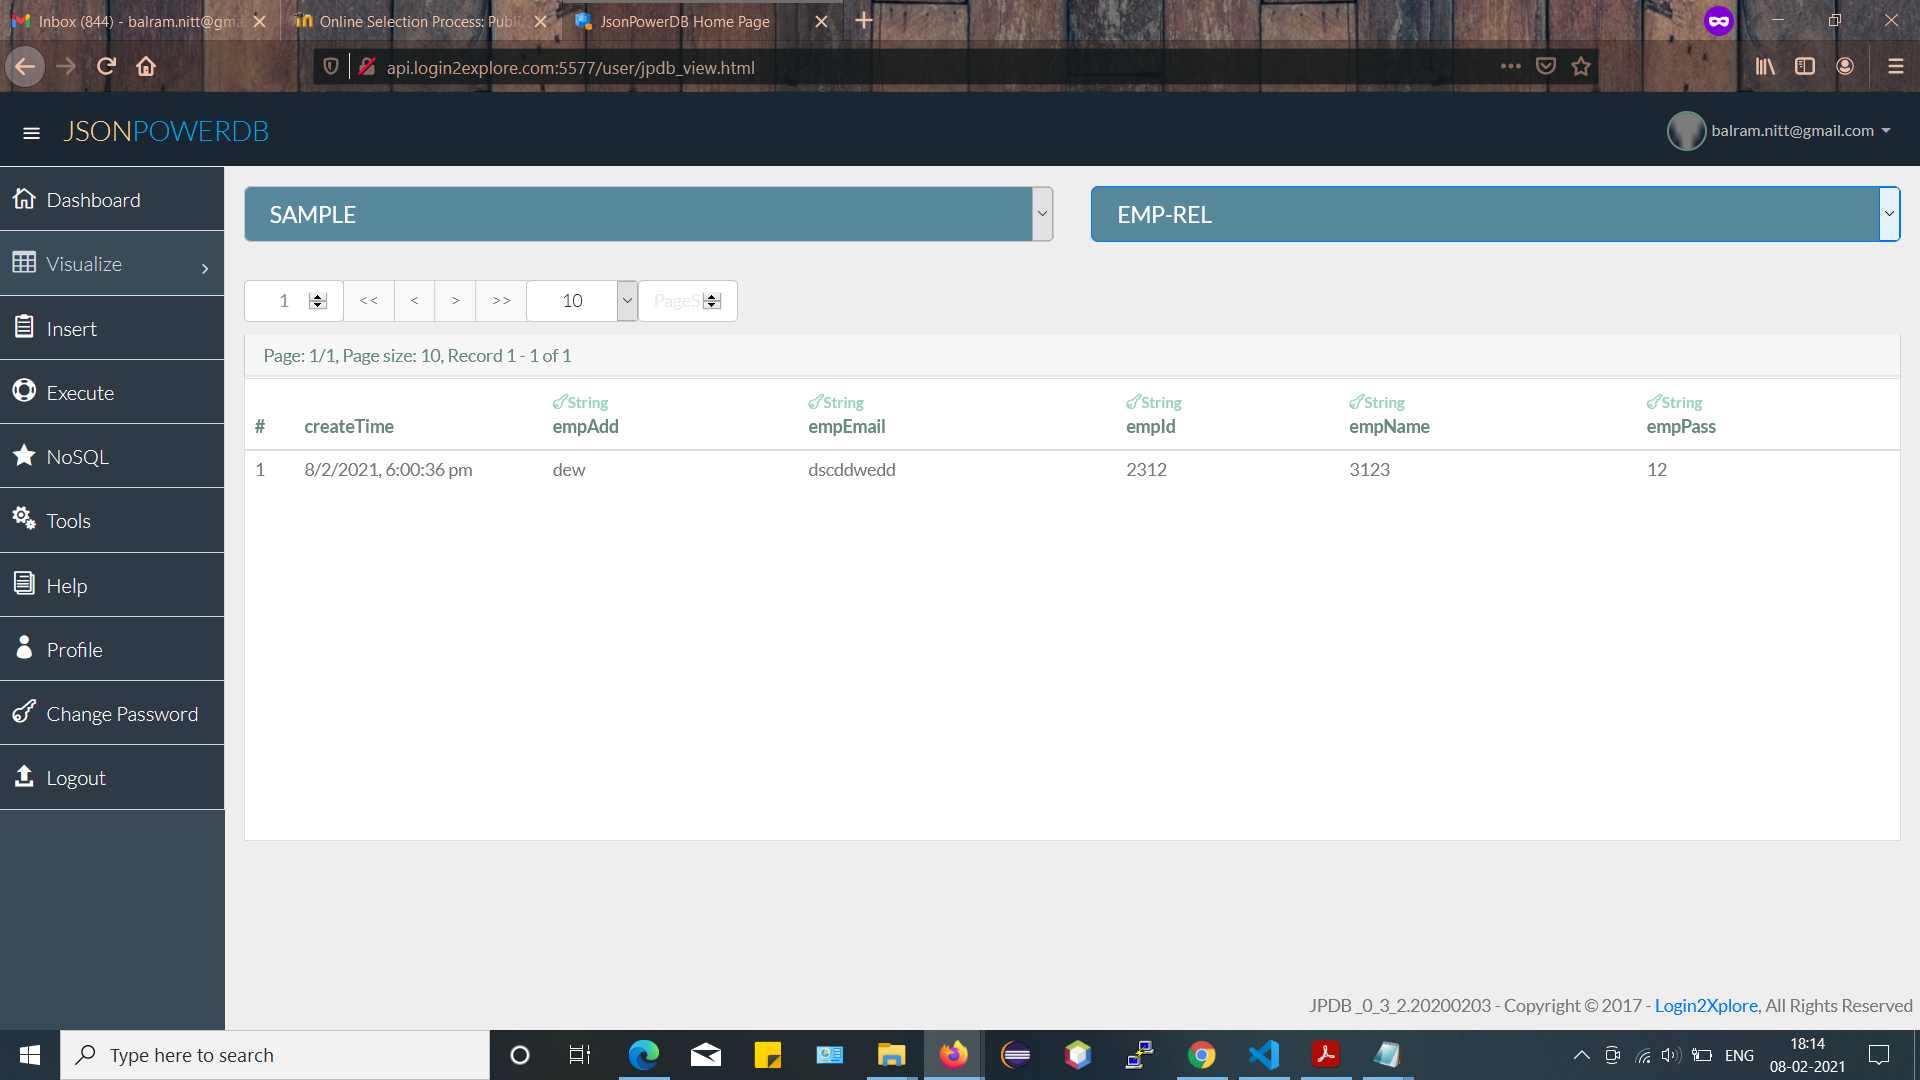 Inbox (844) - balram.nitt@gma
Online Selection Process: Publ
JsonPowerDB Home Page
api.login2explore.com:5577/user/jpdb_view.html
JSONPOWERDB
balram.nitt@gmail.com
Dashboard
Visualize
Insert
Execute
NoSQL
Tools
Help
Profile
Change Password
Logout
SAMPLE
EMP-REL
1 << < > >> 10 PageS
Page: 1/1, Page size: 10, Record 1 - 1 of 1
String String String String String
# createTime empAdd empEmail empId empName empPass
1 8/2/2021, 6:00:36 pm dew dscddwedd 2312 3123 12
JPDB_0_3_2.20200203 - Copyright © 2017 - Login2Xplore, All Rights Reserved
Type here to search
ENG
18:14
08-02-2021